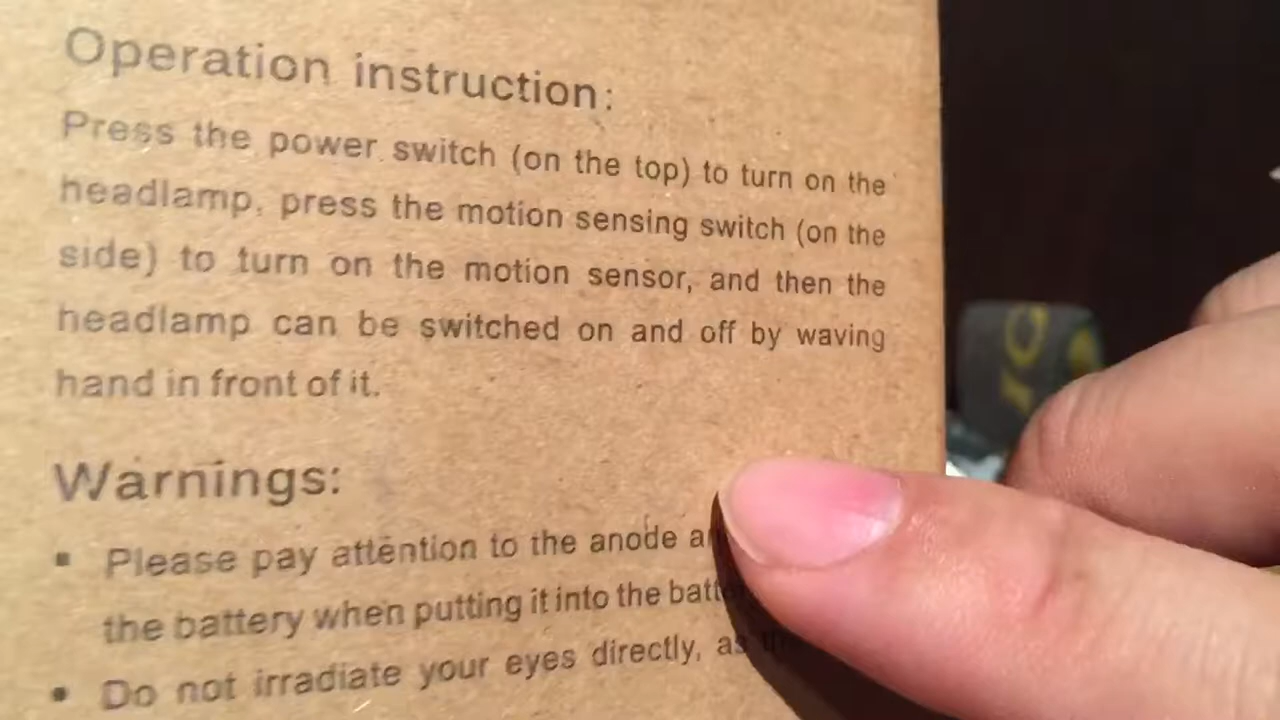 Operation instruction:
Press the power switch (on the top) to turn on the
headlamp, press the motion sensing switch (on the
side) to turn on the motion sensor, and then the
headlamp can be switched on and off by waving
hand in front of it.
Warnings:
▪ Please pay attention to the anode
the battery when putting it into the
• Do not irradiate your eyes directly, as